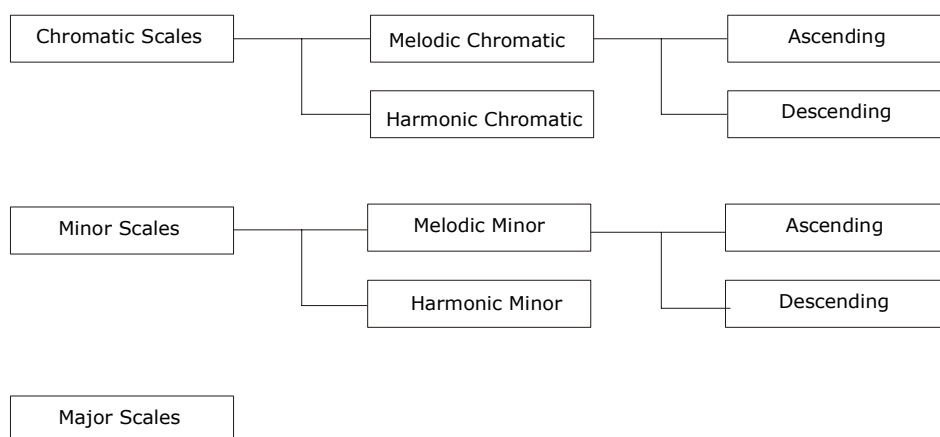 Chromatic Scales
Melodic Chromatic
Ascending
Harmonic Chromatic
Descending
Minor Scales
Melodic Minor
Ascending
Harmonic Minor
Descending
Major Scales